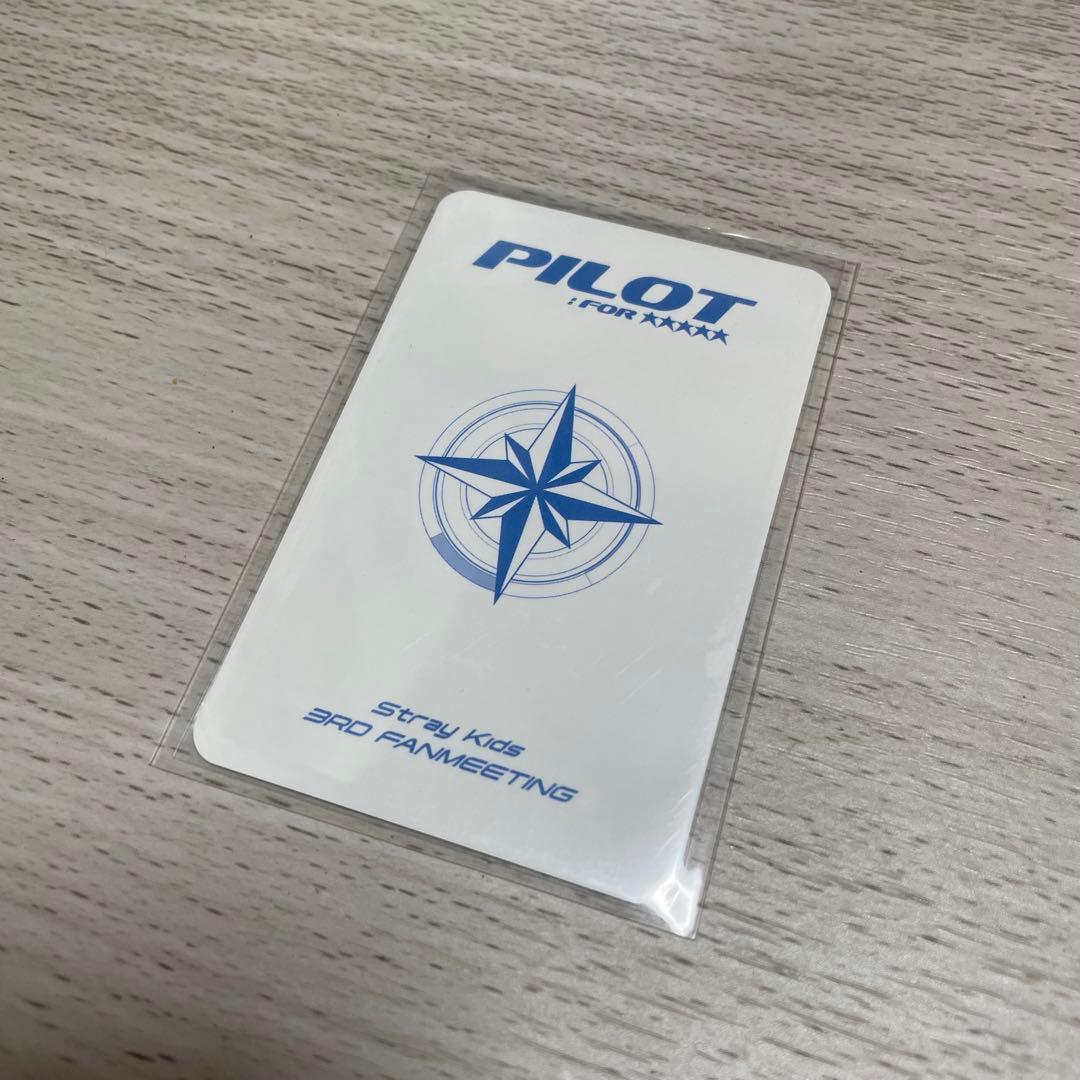 PILOT
: FOR ★★★★★
Stray Kids
3RD FANMEETING